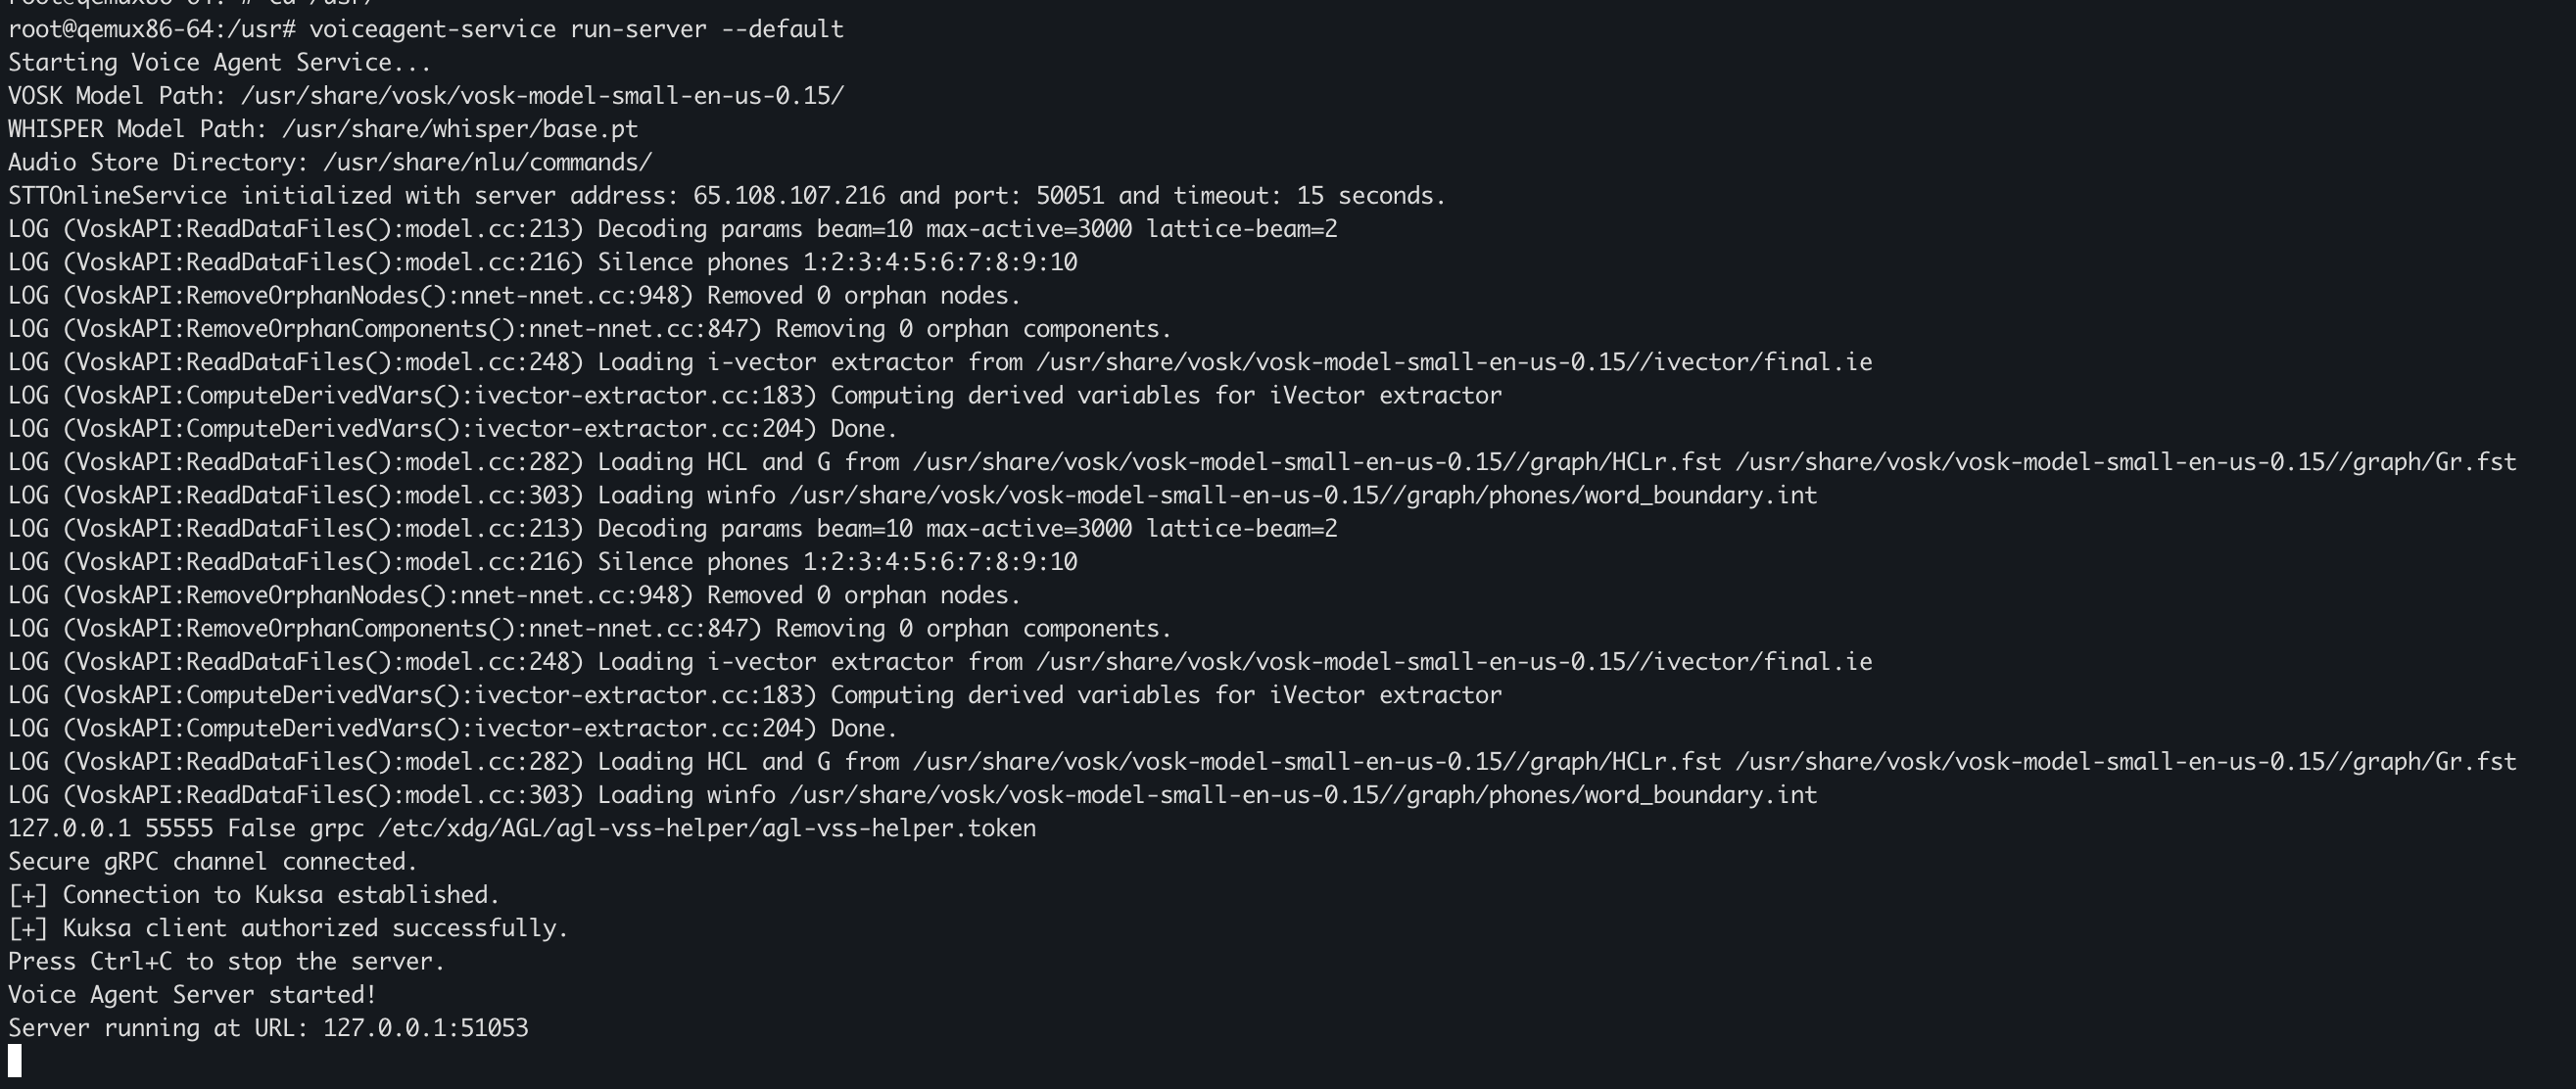 root@qemux86-64:~# cd /usr/
root@qemux86-64:/usr# voiceagent-service run-server --default
Starting Voice Agent Service...
VOSK Model Path: /usr/share/vosk/vosk-model-small-en-us-0.15/
WHISPER Model Path: /usr/share/whisper/base.pt
Audio Store Directory: /usr/share/nlu/commands/
STTOnlineService initialized with server address: 65.108.107.216 and port: 50051 and timeout: 15 seconds.
LOG (VoskAPI:ReadDataFiles():model.cc:213) Decoding params beam=10 max-active=3000 lattice-beam=2
LOG (VoskAPI:ReadDataFiles():model.cc:216) Silence phones 1:2:3:4:5:6:7:8:9:10
LOG (VoskAPI:RemoveOrphanNodes():nnet-nnet.cc:948) Removed 0 orphan nodes.
LOG (VoskAPI:RemoveOrphanComponents():nnet-nnet.cc:847) Removing 0 orphan components.
LOG (VoskAPI:ReadDataFiles():model.cc:248) Loading i-vector extractor from /usr/share/vosk/vosk-model-small-en-us-0.15//ivector/final.ie
LOG (VoskAPI:ComputeDerivedVars():ivector-extractor.cc:183) Computing derived variables for iVector extractor
LOG (VoskAPI:ComputeDerivedVars():ivector-extractor.cc:204) Done.
LOG (VoskAPI:ReadDataFiles():model.cc:282) Loading HCL and G from /usr/share/vosk/vosk-model-small-en-us-0.15//graph/HCLr.fst /usr/share/vosk/vosk-model-small-en-us-0.15//graph/Gr.fst
LOG (VoskAPI:ReadDataFiles():model.cc:303) Loading winfo /usr/share/vosk/vosk-model-small-en-us-0.15//graph/phones/word_boundary.int
LOG (VoskAPI:ReadDataFiles():model.cc:213) Decoding params beam=10 max-active=3000 lattice-beam=2
LOG (VoskAPI:ReadDataFiles():model.cc:216) Silence phones 1:2:3:4:5:6:7:8:9:10
LOG (VoskAPI:RemoveOrphanNodes():nnet-nnet.cc:948) Removed 0 orphan nodes.
LOG (VoskAPI:RemoveOrphanComponents():nnet-nnet.cc:847) Removing 0 orphan components.
LOG (VoskAPI:ReadDataFiles():model.cc:248) Loading i-vector extractor from /usr/share/vosk/vosk-model-small-en-us-0.15//ivector/final.ie
LOG (VoskAPI:ComputeDerivedVars():ivector-extractor.cc:183) Computing derived variables for iVector extractor
LOG (VoskAPI:ComputeDerivedVars():ivector-extractor.cc:204) Done.
LOG (VoskAPI:ReadDataFiles():model.cc:282) Loading HCL and G from /usr/share/vosk/vosk-model-small-en-us-0.15//graph/HCLr.fst /usr/share/vosk/vosk-model-small-en-us-0.15//graph/Gr.fst
LOG (VoskAPI:ReadDataFiles():model.cc:303) Loading winfo /usr/share/vosk/vosk-model-small-en-us-0.15//graph/phones/word_boundary.int
127.0.0.1 55555 False grpc /etc/xdg/AGL/agl-vss-helper/agl-vss-helper.token
Secure gRPC channel connected.
[+] Connection to Kuksa established.
[+] Kuksa client authorized successfully.
Press Ctrl+C to stop the server.
Voice Agent Server started!
Server running at URL: 127.0.0.1:51053